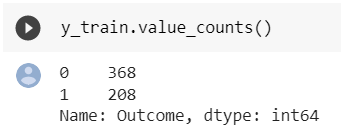 y_train.value_counts()
0    368
1    208
Name: Outcome, dtype: int64